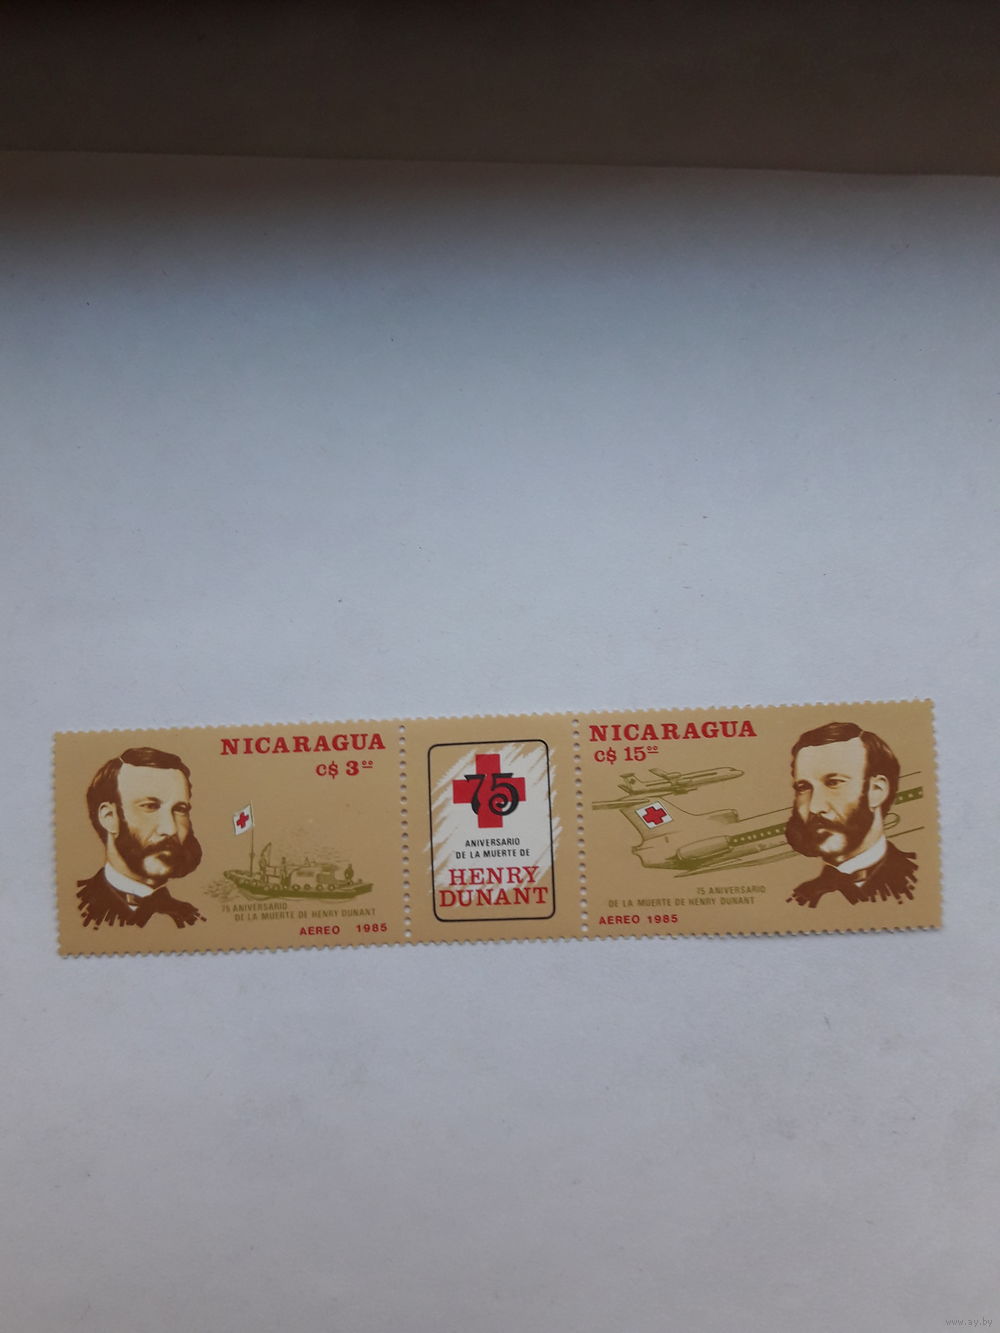 NICARAGUA
C$ 3⁰⁰
75 ANIVERSARIO
DE LA MUERTE DE HENRY DUNANT
AEREO 1985
75
ANIVERSARIO
DE LA MUERTE DE
HENRY
DUNANT
NICARAGUA
C$ 15⁰⁰
75 ANIVERSARIO
DE LA MUERTE DE HENRY DUNANT
AEREO 1985
www.ay.by